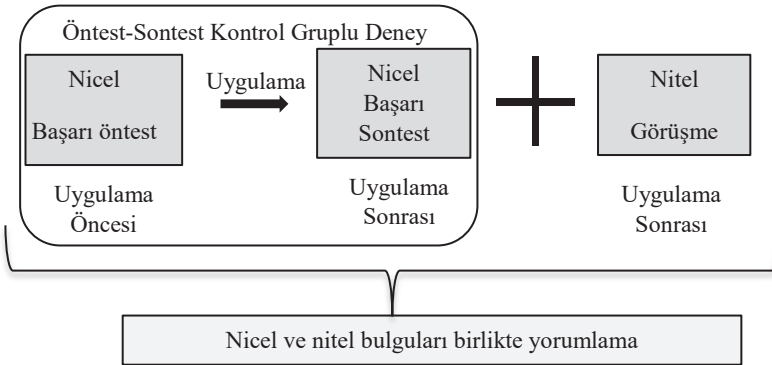 Öntest-Sontest Kontrol Gruplu Deney
Nicel
Başarı öntest
Uygulama
Nicel
Başarı
Sontest
Nitel
Görüşme
Uygulama
Öncesi
Uygulama
Sonrası
Uygulama
Sonrası
Nicel ve nitel bulguları birlikte yorumlama